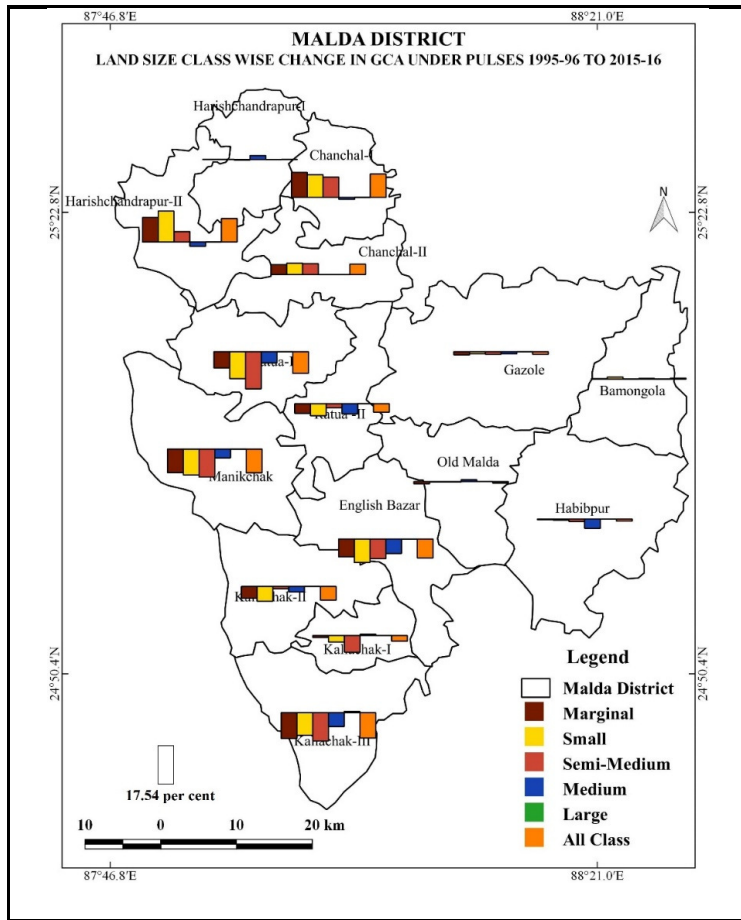 87°46.8'E
88°21.0'E
MALDA DISTRICT
LAND SIZE CLASS WISE CHANGE IN GCA UNDER PULSES 1995-96 TO 2015-16
Harishchandrapur-I
Chanchal-I
Harishchandrapur-II
25°22.8'N
25°22.8'N
N
Chanchal-II
Gazole
Bamongola
Ratua -II
Manikchak
Old Malda
English Bazar
Habibpur
Kaliachak-II
Kaliachak-I
24°50.4'N
24°50.4'N
Kaliachak-III
Legend
Malda District
Marginal
Small
Semi-Medium
Medium
Large
All Class
17.54 per cent
10 0 10 20 km
87°46.8'E
88°21.0'E